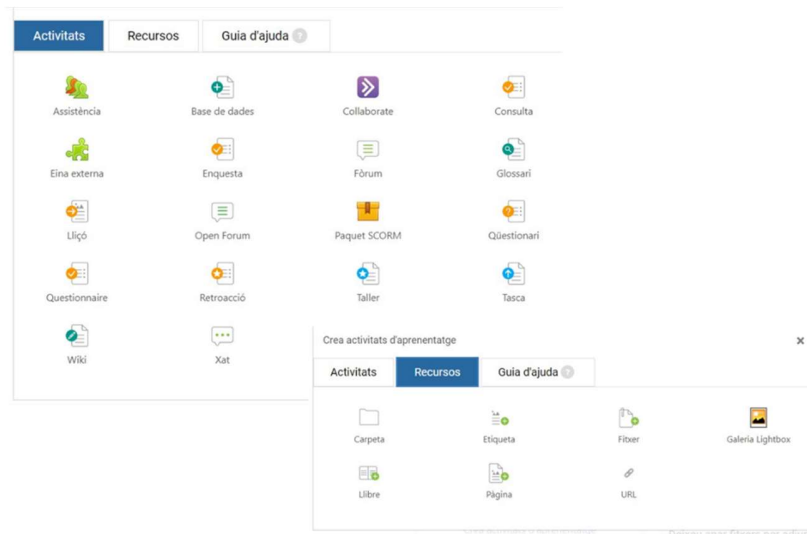 Activitats Recursos Guia d'ajuda ?
Assistència Base de dades Collaborate Consulta
Eina externa Enquesta Fòrum Glossari
Lliçó Open Forum Paquet SCORM Qüestionari
Questionnaire Retroacció Taller Tasca
Wiki Xat
Crea activitats d'aprenentatge ×
Activitats Recursos Guia d'ajuda ?
Carpeta Etiqueta Fitxer Galeria Lightbox
Llibre Pàgina URL